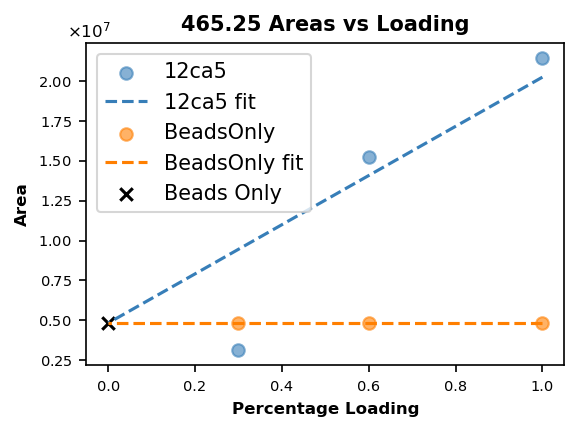 465.25 Areas vs Loading
×10⁷
12ca5
12ca5 fit
BeadsOnly
BeadsOnly fit
Beads Only
2.00
1.75
1.50
1.25
1.00
0.75
0.50
0.25
Area
0.0 0.2 0.4 0.6 0.8 1.0
Percentage Loading